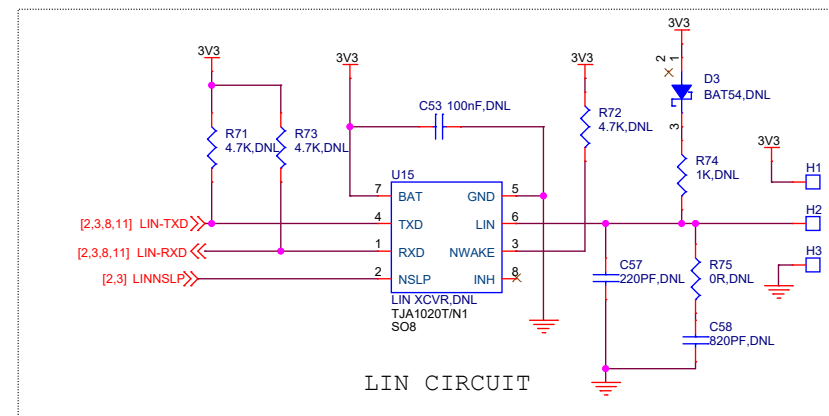 3V3
3V3
3V3
3V3
3V3
2
1
D3
BAT54,DNL
3
C53 100nF,DNL
R71
4.7K,DNL
R73
4.7K,DNL
R72
4.7K,DNL
R74
1K,DNL
H1
H2
H3
U15
7 BAT GND 5
[2,3,8,11] LIN-TXD 4 TXD LIN 6
[2,3,8,11] LIN-RXD 1 RXD NWAKE 3
[2,3] LINNSLP 2 NSLP INH 8
LIN XCVR,DNL
TJA1020T/N1
SO8
C57
220PF,DNL
R75
0R,DNL
C58
820PF,DNL
LIN CIRCUIT